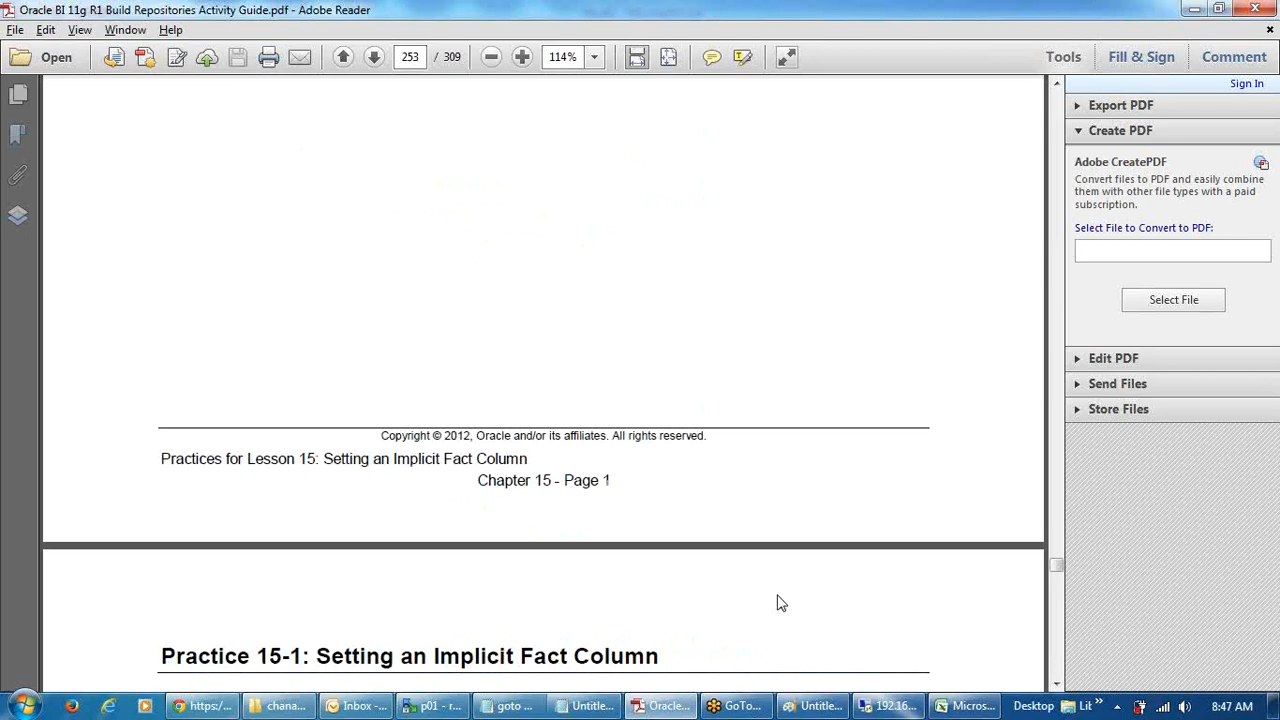 Oracle BI 11g R1 Build Repositories Activity Guide.pdf - Adobe Reader
File Edit View Window Help
Open 253 / 309 114% Tools Fill & Sign Comment
Sign In
Export PDF
Create PDF
Adobe CreatePDF
Convert files to PDF and easily combine
them with other file types with a paid
subscription.
Select File to Convert to PDF:
Select File
Edit PDF
Send Files
Store Files
Copyright © 2012, Oracle and/or its affiliates. All rights reserved.
Practices for Lesson 15: Setting an Implicit Fact Column
Chapter 15 - Page 1
Practice 15-1: Setting an Implicit Fact Column
https:/... chana... Inbox -... p01 - r... goto ... Untitle... Oracle... GoTo... Untitle... 192.16... Micros... Desktop Lit » 8:47 AM